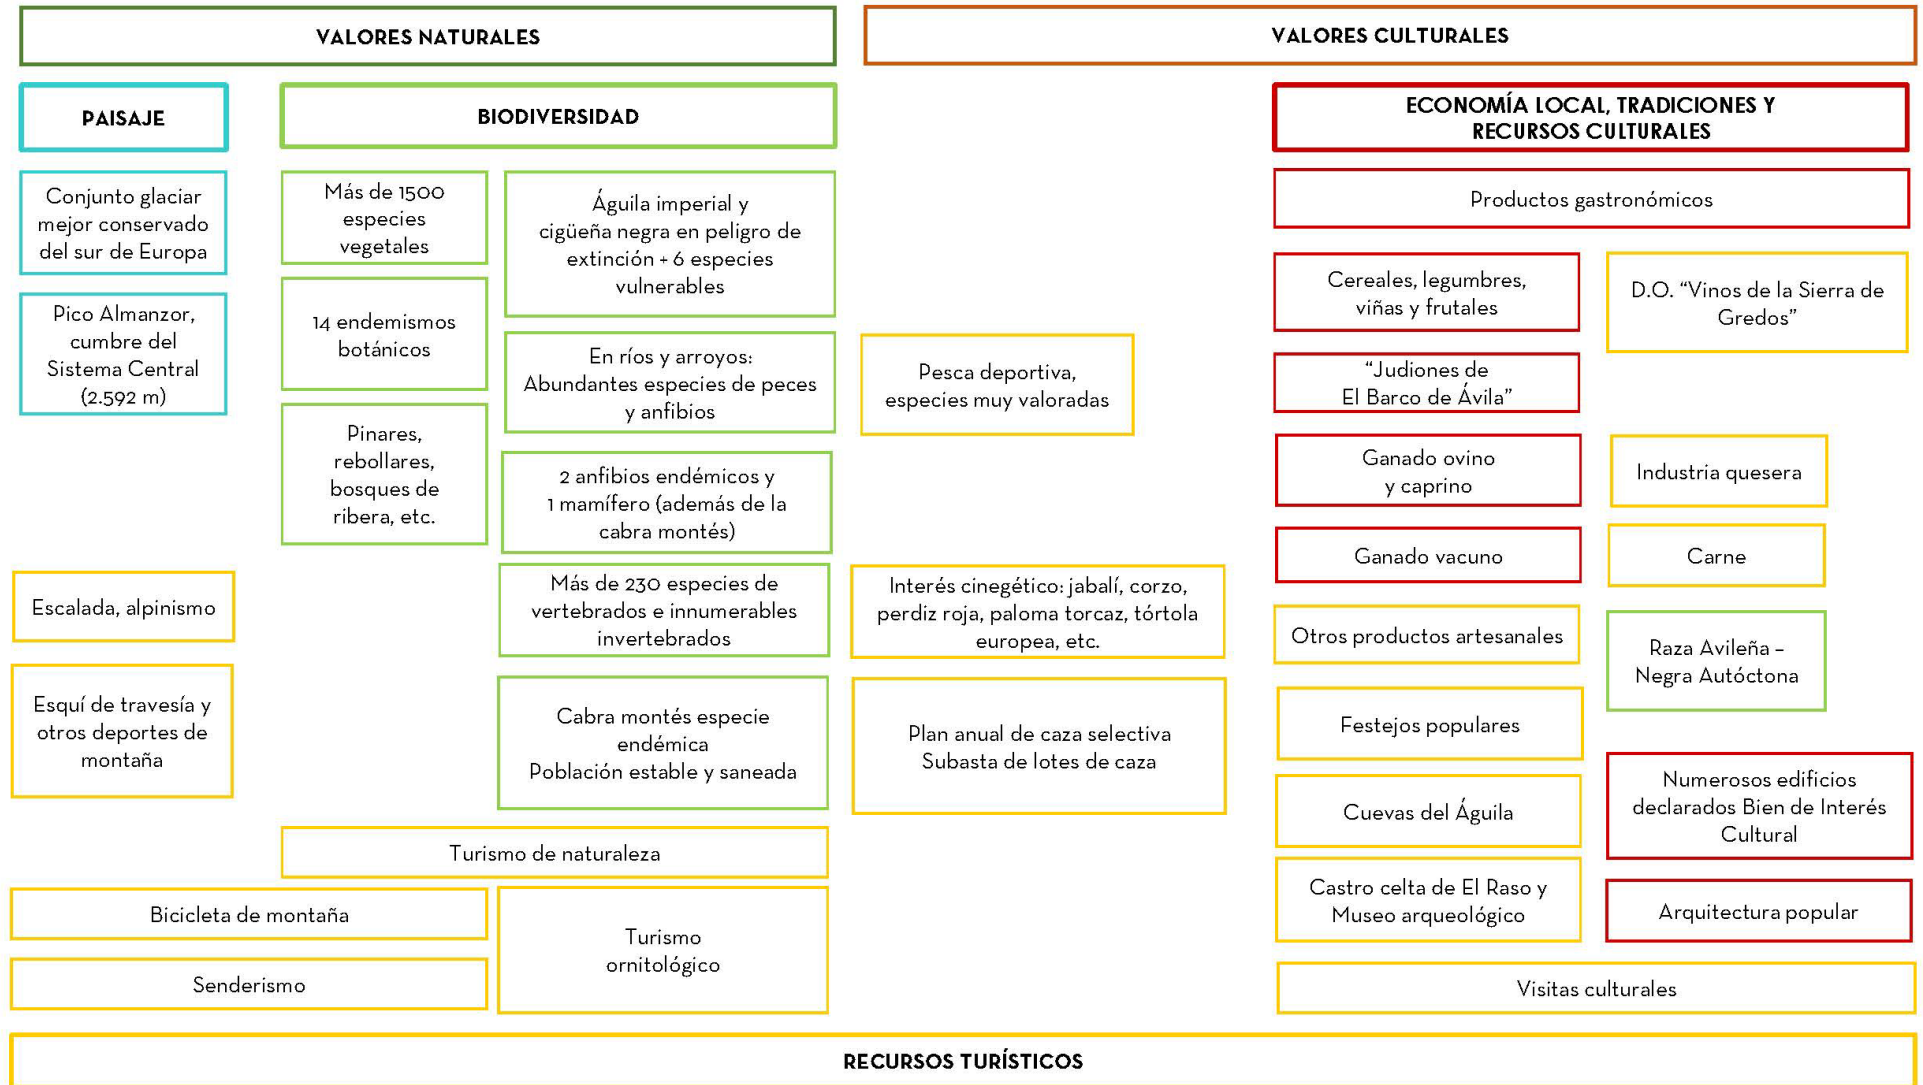 VALORES NATURALES
VALORES CULTURALES
PAISAJE
BIODIVERSIDAD
ECONOMÍA LOCAL, TRADICIONES Y
RECURSOS CULTURALES
Conjunto glaciar
mejor conservado
del sur de Europa
Pico Almanzor,
cumbre del
Sistema Central
(2.592 m)
Escalada, alpinismo
Esquí de travesía y
otros deportes de
montaña
Más de 1500
especies
vegetales
14 endemismos
botánicos
Pinares,
rebollares,
bosques de
ribera, etc.
Águila imperial y
cigüeña negra en peligro de
extinción + 6 especies
vulnerables
En ríos y arroyos:
Abundantes especies de peces
y anfibios
2 anfibios endémicos y
1 mamífero (además de la
cabra montés)
Más de 230 especies de
vertebrados e innumerables
invertebrados
Cabra montés especie
endémica
Población estable y saneada
Turismo de naturaleza
Bicicleta de montaña
Senderismo
Turismo
ornitológico
Pesca deportiva,
especies muy valoradas
Interés cinegético: jabalí, corzo,
perdiz roja, paloma torcaz, tórtola
europea, etc.
Plan anual de caza selectiva
Subasta de lotes de caza
Productos gastronómicos
Cereales, legumbres,
viñas y frutales
D.O. “Vinos de la Sierra de
Gredos”
“Judiones de
El Barco de Ávila”
Ganado ovino
y caprino
Industria quesera
Ganado vacuno
Carne
Otros productos artesanales
Raza Avileña –
Negra Autóctona
Festejos populares
Numerosos edificios
declarados Bien de Interés
Cultural
Cuevas del Águila
Castro celta de El Raso y
Museo arqueológico
Arquitectura popular
Visitas culturales
RECURSOS TURÍSTICOS